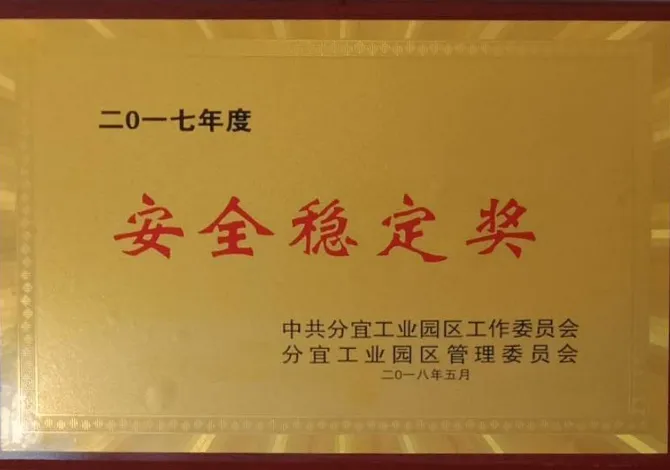 二0一七年度
安全稳定奖
中共分宜工业园区工作委员会
分宜工业园区管理委员会
二0一八年五月